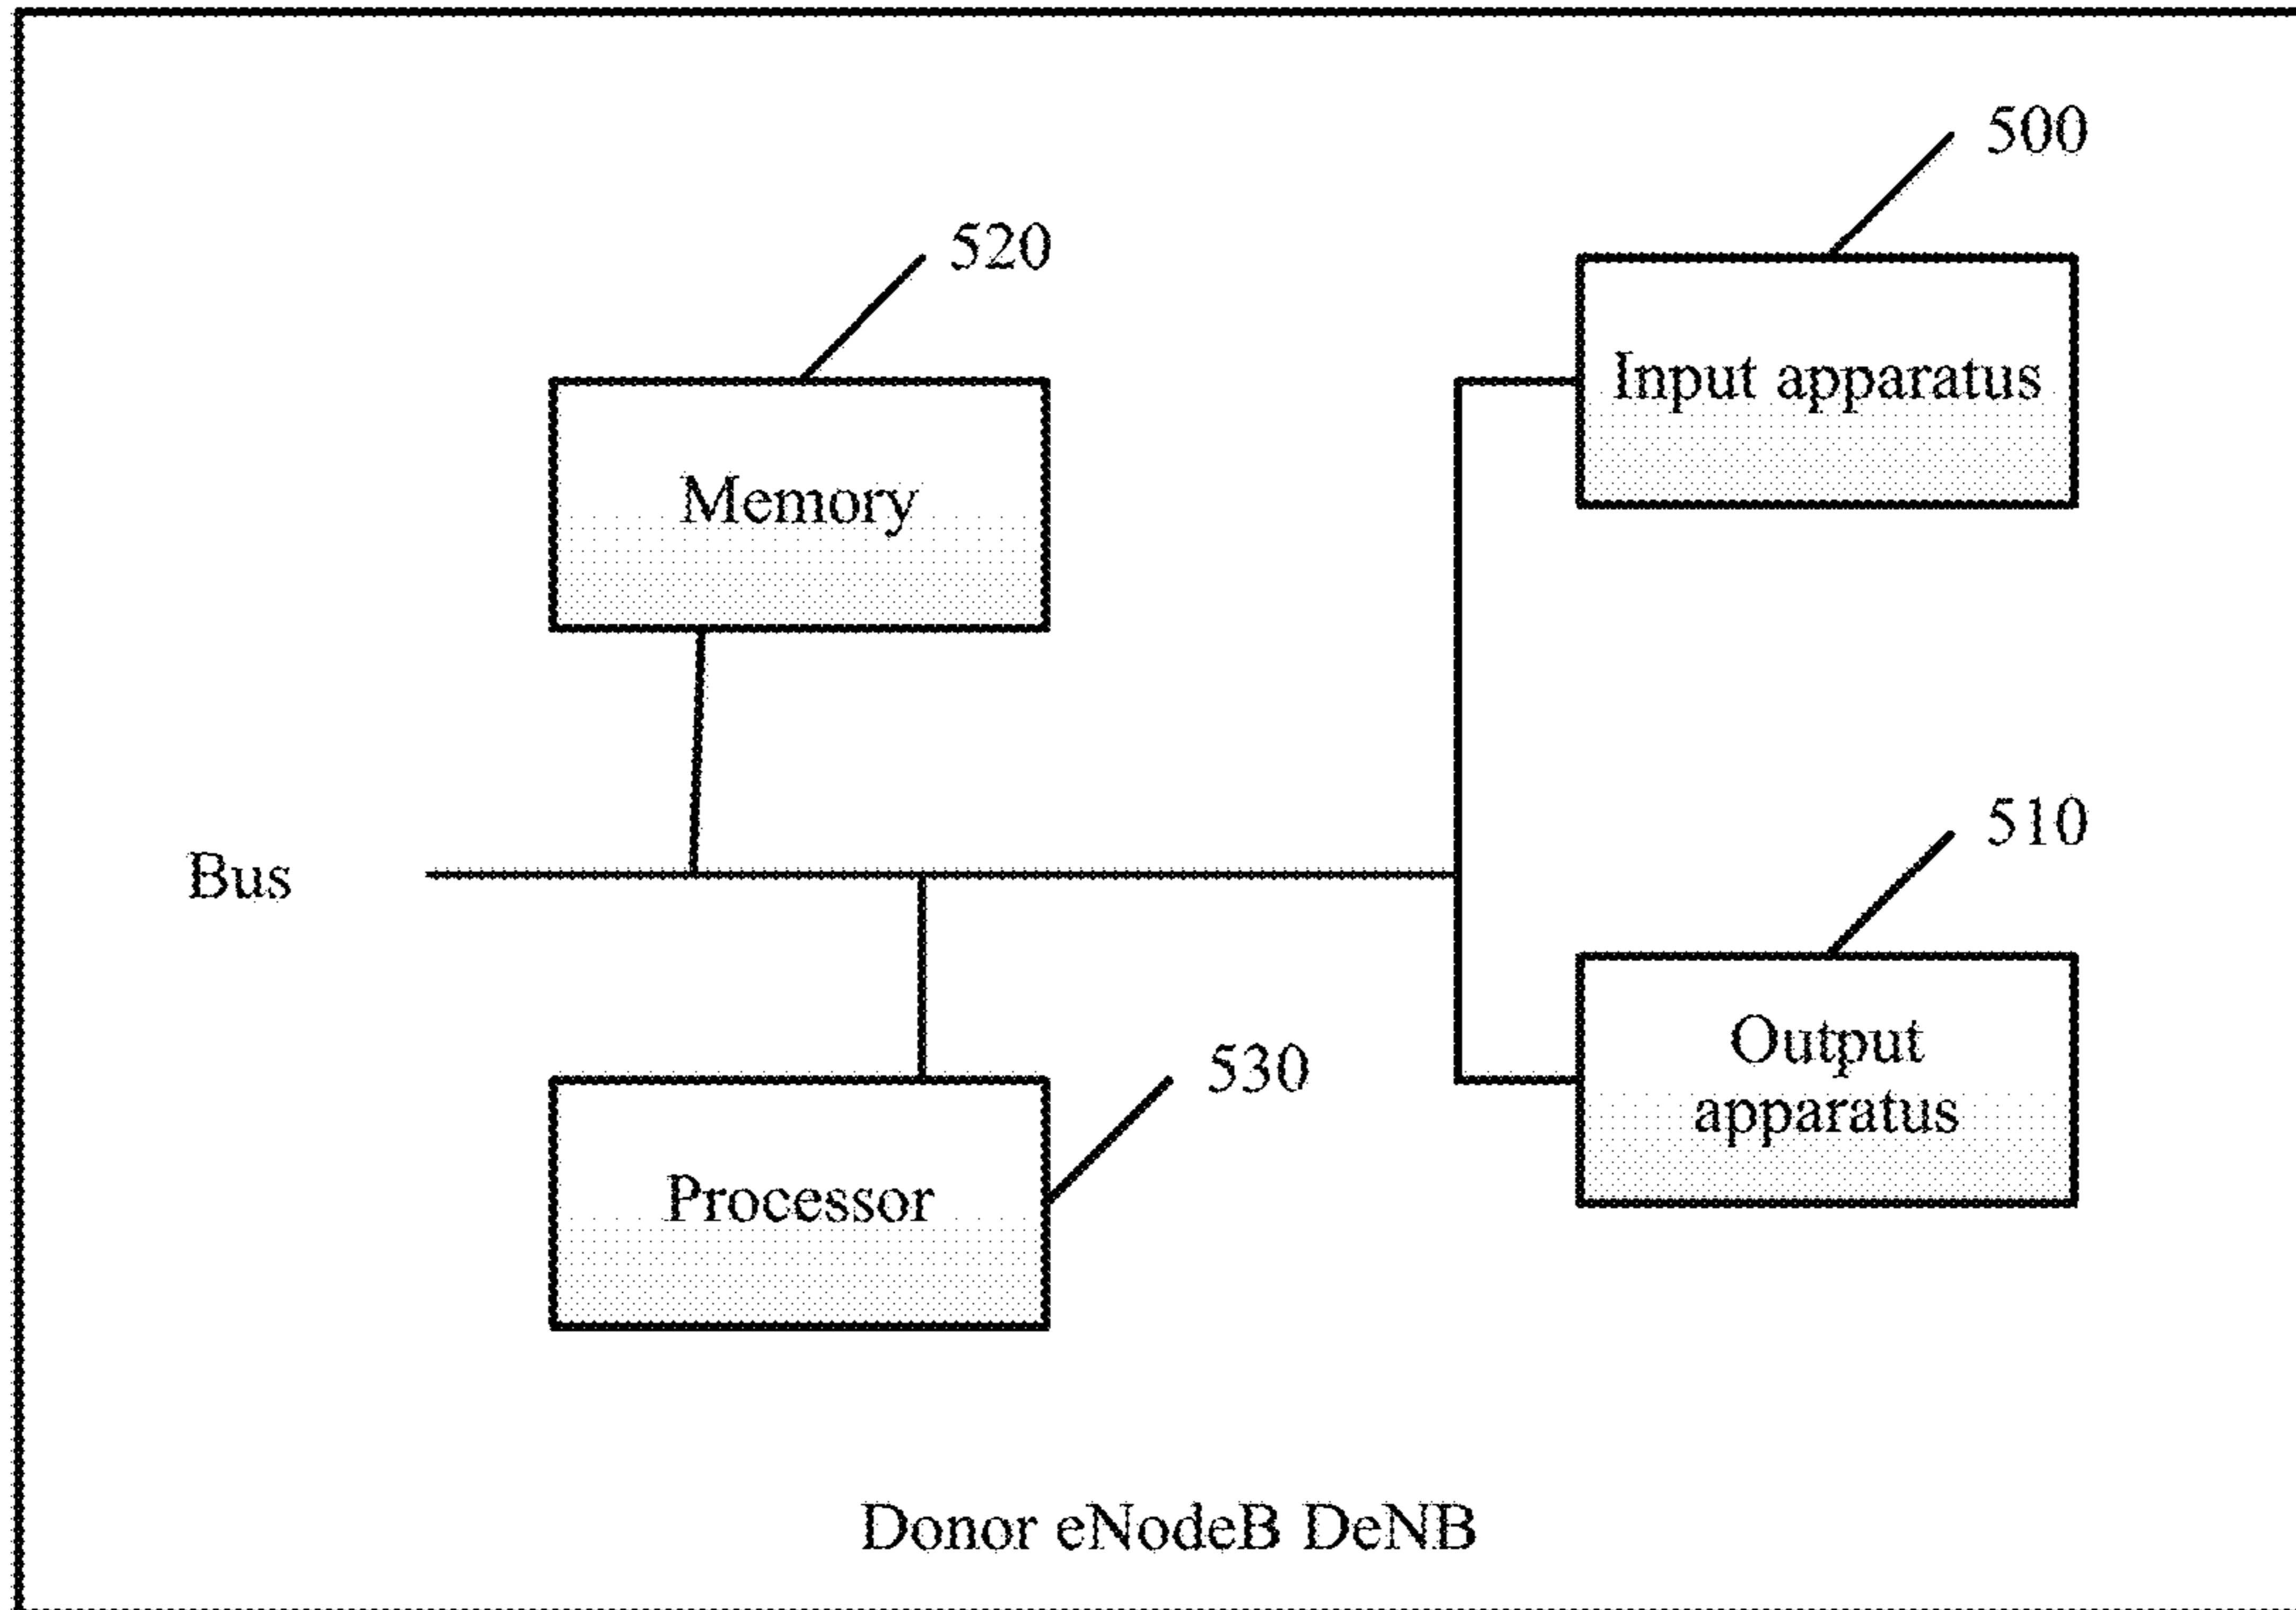 500
520
Input apparatus
Memory
510
Bus
Output
apparatus
530
Processor
Donor eNodeB DeNB